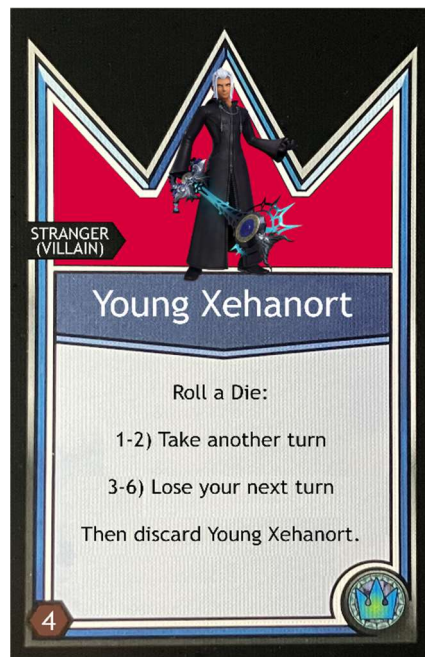 STRANGER
(VILLAIN)
Young Xehanort
Roll a Die:
1-2) Take another turn
3-6) Lose your next turn
Then discard Young Xehanort.
4